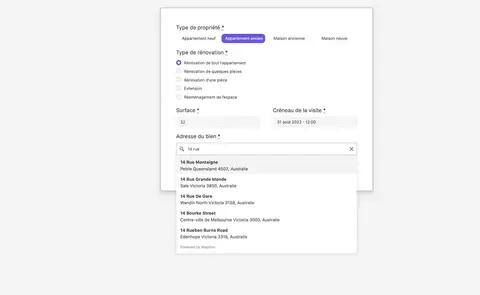 Type de propriété *
Appartement neuf Appartement ancien Maison ancienne Maison neuve
Type de rénovation *
Rénovation de tout l'appartement
Rénovation de quelques pièces
Rénovation d'une pièce
Extension
Réaménagement de l'espace
Surface * Créneau de la visite *
32 31 août 2023 - 12:00
Adresse du bien *
14 rue
14 Rue Montaigne
Petrie Queensland 4502, Australie
14 Rue Grande Monde
Sale Victoria 3850, Australie
14 Rue De Gare
Wandin North Victoria 3139, Australie
14 Bourke Street
Centre-ville de Melbourne Victoria 3000, Australie
14 Rueben Burns Road
Edenhope Victoria 3318, Australie
Powered by Mapbox